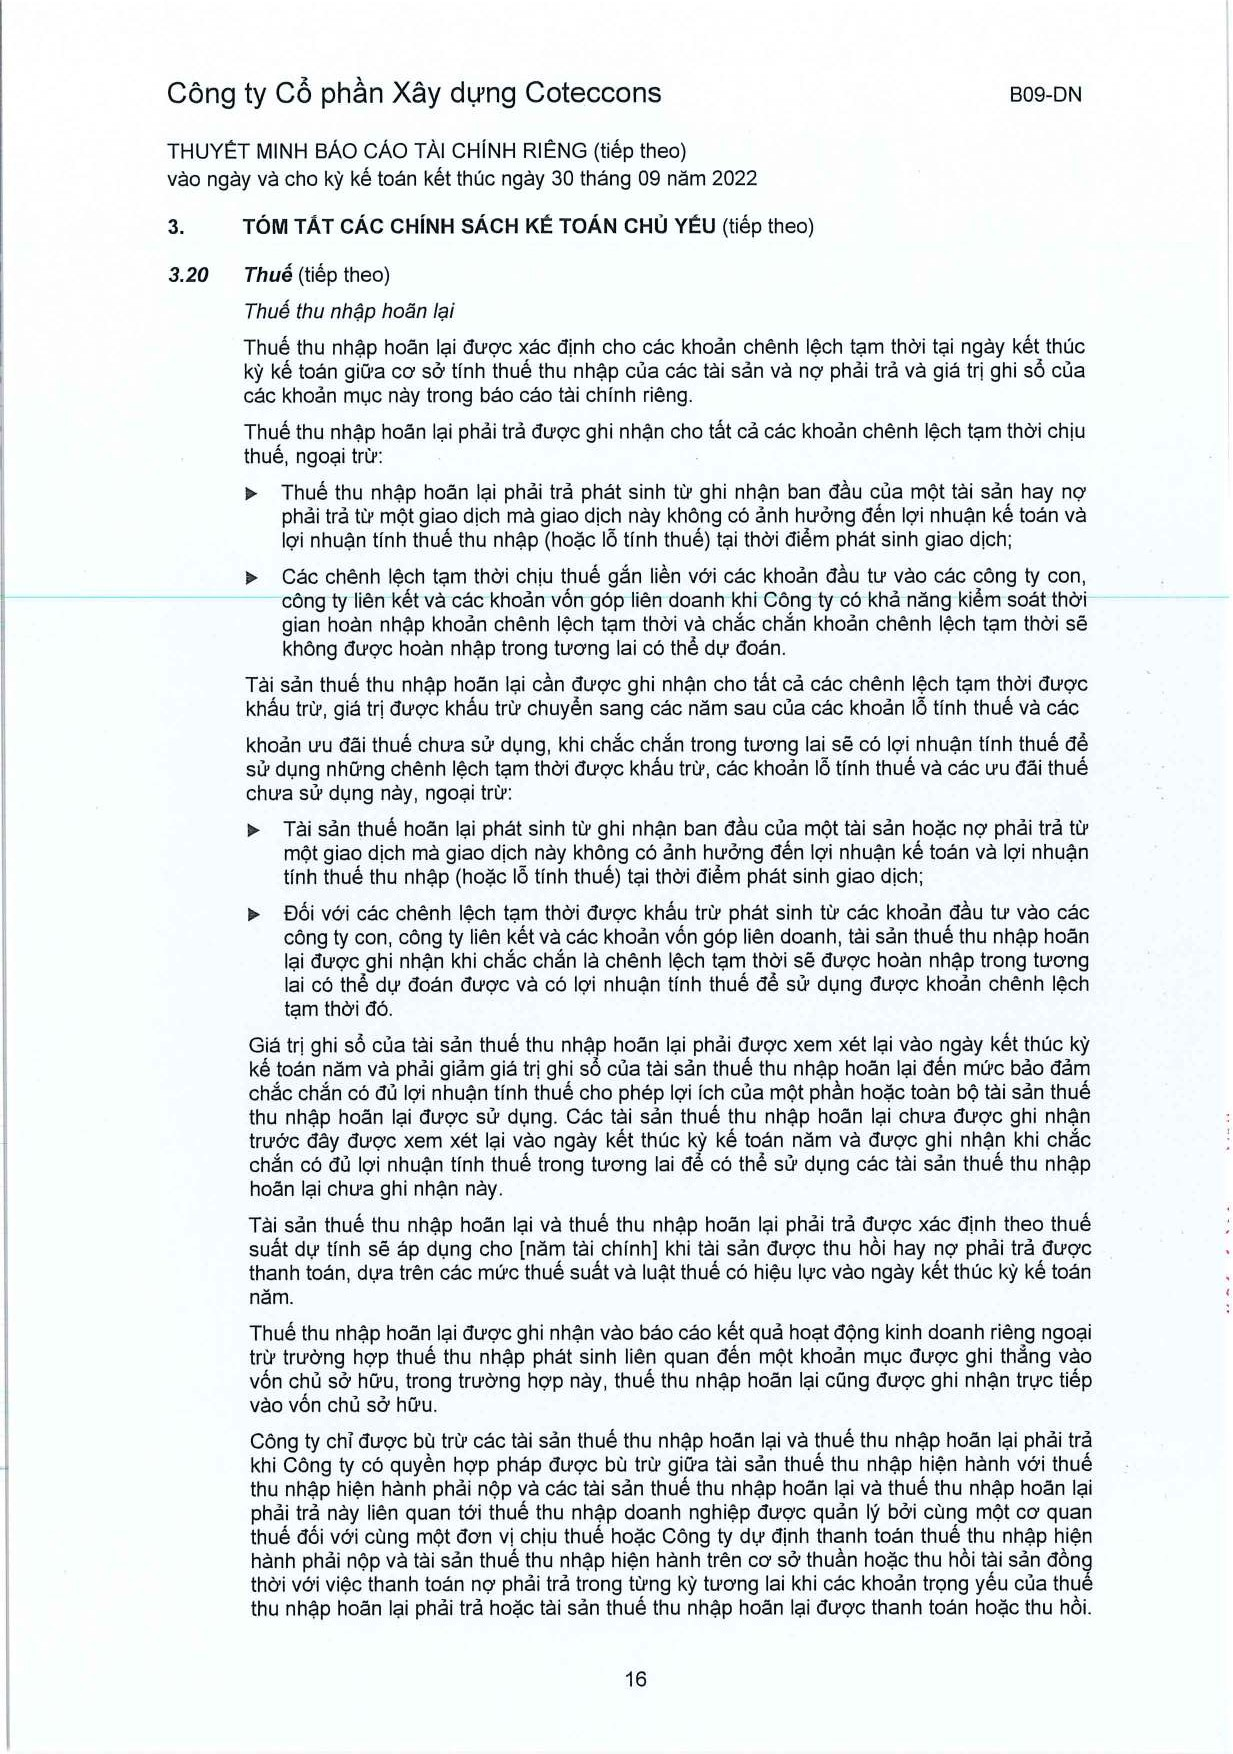 Công ty Cổ phần Xây dựng Coteccons
B09-DN
THUYẾT MINH BÁO CÁO TÀI CHÍNH RIÊNG (tiếp theo)
vào ngày và cho kỳ kế toán kết thúc ngày 30 tháng 09 năm 2022
3. TÓM TẮT CÁC CHÍNH SÁCH KẾ TOÁN CHỦ YẾU (tiếp theo)
3.20 Thuế (tiếp theo)
Thuế thu nhập hoãn lại
Thuế thu nhập hoãn lại được xác định cho các khoản chênh lệch tạm thời tại ngày kết thúc
kỳ kế toán giữa cơ sở tính thuế thu nhập của các tài sản và nợ phải trả và giá trị ghi sổ của
các khoản mục này trong báo cáo tài chính riêng.
Thuế thu nhập hoãn lại phải trả được ghi nhận cho tất cả các khoản chênh lệch tạm thời chịu
thuế, ngoại trừ:
► Thuế thu nhập hoãn lại phải trả phát sinh từ ghi nhận ban đầu của một tài sản hay nợ
phải trả từ một giao dịch mà giao dịch này không có ảnh hưởng đến lợi nhuận kế toán và
lợi nhuận tính thuế thu nhập (hoặc lỗ tính thuế) tại thời điểm phát sinh giao dịch;
► Các chênh lệch tạm thời chịu thuế gắn liền với các khoản đầu tư vào các công ty con,
công ty liên kết và các khoản vốn góp liên doanh khi Công ty có khả năng kiểm soát thời
gian hoàn nhập khoản chênh lệch tạm thời và chắc chắn khoản chênh lệch tạm thời sẽ
không được hoàn nhập trong tương lai có thể dự đoán.
Tài sản thuế thu nhập hoãn lại cần được ghi nhận cho tất cả các chênh lệch tạm thời được
khấu trừ, giá trị được khấu trừ chuyển sang các năm sau của các khoản lỗ tính thuế và các
khoản ưu đãi thuế chưa sử dụng, khi chắc chắn trong tương lai sẽ có lợi nhuận tính thuế để
sử dụng những chênh lệch tạm thời được khấu trừ, các khoản lỗ tính thuế và các ưu đãi thuế
chưa sử dụng này, ngoại trừ:
► Tài sản thuế hoãn lại phát sinh từ ghi nhận ban đầu của một tài sản hoặc nợ phải trả từ
một giao dịch mà giao dịch này không có ảnh hưởng đến lợi nhuận kế toán và lợi nhuận
tính thuế thu nhập (hoặc lỗ tính thuế) tại thời điểm phát sinh giao dịch;
► Đối với các chênh lệch tạm thời được khấu trừ phát sinh từ các khoản đầu tư vào các
công ty con, công ty liên kết và các khoản vốn góp liên doanh, tài sản thuế thu nhập hoãn
lại được ghi nhận khi chắc chắn là chênh lệch tạm thời sẽ được hoàn nhập trong tương
lai có thể dự đoán được và có lợi nhuận tính thuế để sử dụng được khoản chênh lệch
tạm thời đó.
Giá trị ghi sổ của tài sản thuế thu nhập hoãn lại phải được xem xét lại vào ngày kết thúc kỳ
kế toán năm và phải giảm giá trị ghi sổ của tài sản thuế thu nhập hoãn lại đến mức bảo đảm
chắc chắn có đủ lợi nhuận tính thuế cho phép lợi ích của một phần hoặc toàn bộ tài sản thuế
thu nhập hoãn lại được sử dụng. Các tài sản thuế thu nhập hoãn lại chưa được ghi nhận
trước đây được xem xét lại vào ngày kết thúc kỳ kế toán năm và được ghi nhận khi chắc
chắn có đủ lợi nhuận tính thuế trong tương lai để có thể sử dụng các tài sản thuế thu nhập
hoãn lại chưa ghi nhận này.
Tài sản thuế thu nhập hoãn lại và thuế thu nhập hoãn lại phải trả được xác định theo thuế
suất dự tính sẽ áp dụng cho [năm tài chính] khi tài sản được thu hồi hay nợ phải trả được
thanh toán, dựa trên các mức thuế suất và luật thuế có hiệu lực vào ngày kết thúc kỳ kế toán
năm.
Thuế thu nhập hoãn lại được ghi nhận vào báo cáo kết quả hoạt động kinh doanh riêng ngoại
trừ trường hợp thuế thu nhập phát sinh liên quan đến một khoản mục được ghi thẳng vào
vốn chủ sở hữu, trong trường hợp này, thuế thu nhập hoãn lại cũng được ghi nhận trực tiếp
vào vốn chủ sở hữu.
Công ty chỉ được bù trừ các tài sản thuế thu nhập hoãn lại và thuế thu nhập hoãn lại phải trả
khi Công ty có quyền hợp pháp được bù trừ giữa tài sản thuế thu nhập hiện hành với thuế
thu nhập hiện hành phải nộp và các tài sản thuế thu nhập hoãn lại và thuế thu nhập hoãn lại
phải trả này liên quan tới thuế thu nhập doanh nghiệp được quản lý bởi cùng một cơ quan
thuế đối với cùng một đơn vị chịu thuế hoặc Công ty dự định thanh toán thuế thu nhập hiện
hành phải nộp và tài sản thuế thu nhập hiện hành trên cơ sở thuần hoặc thu hồi tài sản đồng
thời với việc thanh toán nợ phải trả trong từng kỳ tương lai khi các khoản trọng yếu của thuế
thu nhập hoãn lại phải trả hoặc tài sản thuế thu nhập hoãn lại được thanh toán hoặc thu hồi.
16